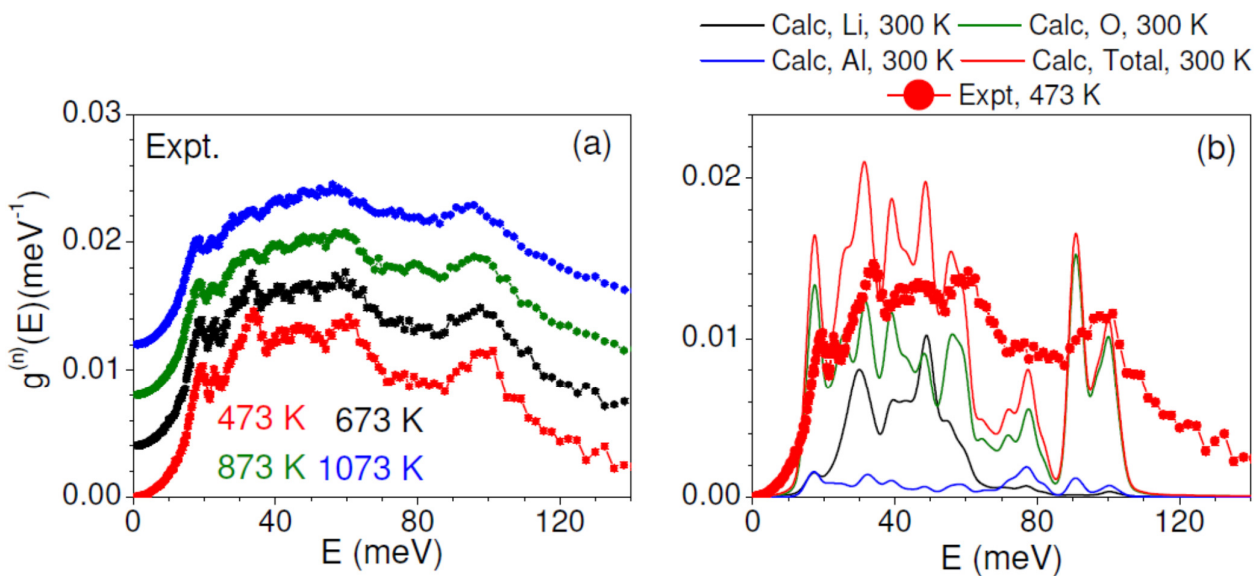 Calc, Li, 300 K
Calc, O, 300 K
Calc, Al, 300 K
Calc, Total, 300 K
Expt, 473 K
0.03
0.02
0.01
0.00
g(n)(E)(meV-1)
Expt.
(a)
473 K
673 K
873 K
1073 K
0
40
80
120
E (meV)
0.02
0.01
0.00
(b)
0
40
80
120
E (meV)